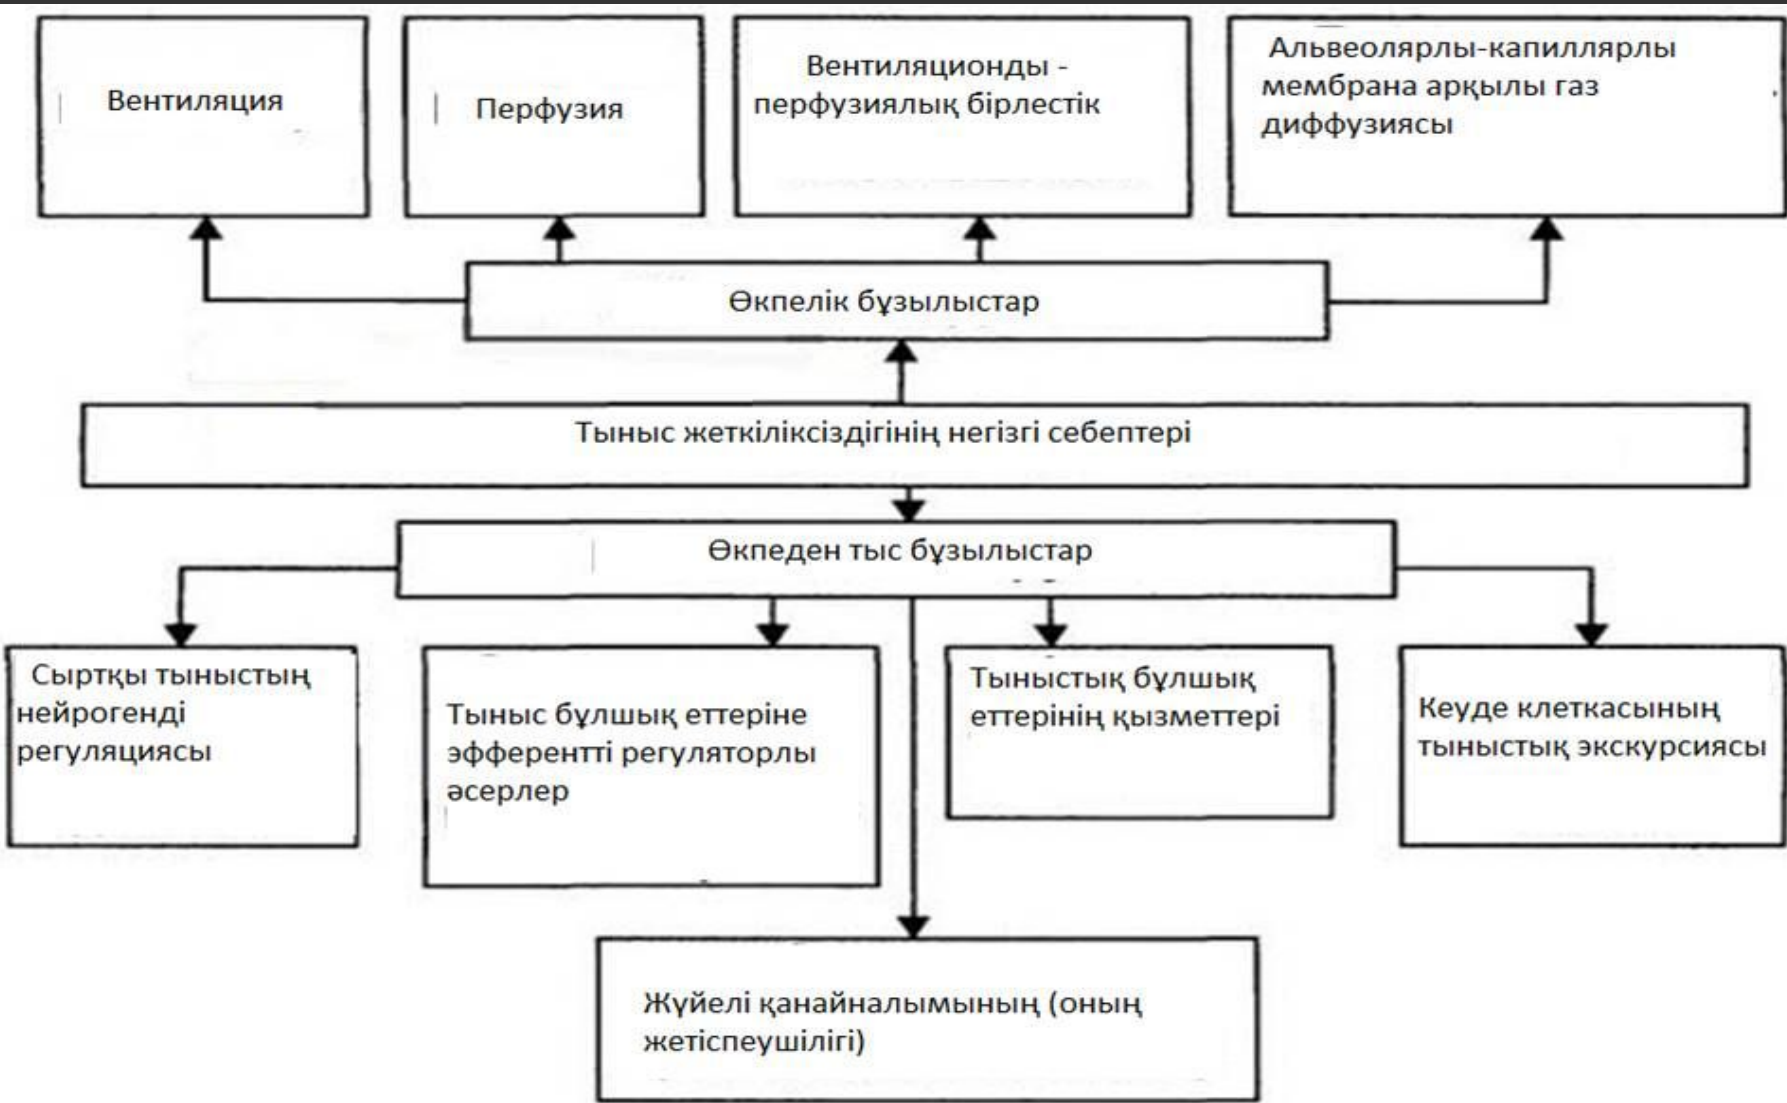 Вентиляция
Перфузия
Вентиляционды -
перфузиялық бірлестік
Альвеолярлы-капиллярлы
мембрана арқылы газ
диффузиясы
Өкпелік бұзылыстар
Тыныс жеткіліксіздігінің негізгі себептері
Өкпеден тыс бұзылыстар
Сыртқы тыныстың
нейрогенді
регуляциясы
Тыныс бұлшық еттеріне
эфферентті регуляторлы
әсерлер
Тыныстық бұлшық
еттерінің қызметтері
Кеуде клеткасының
тыныстық экскурсиясы
Жүйелі қанайналымының (оның
жетіспеушілігі)